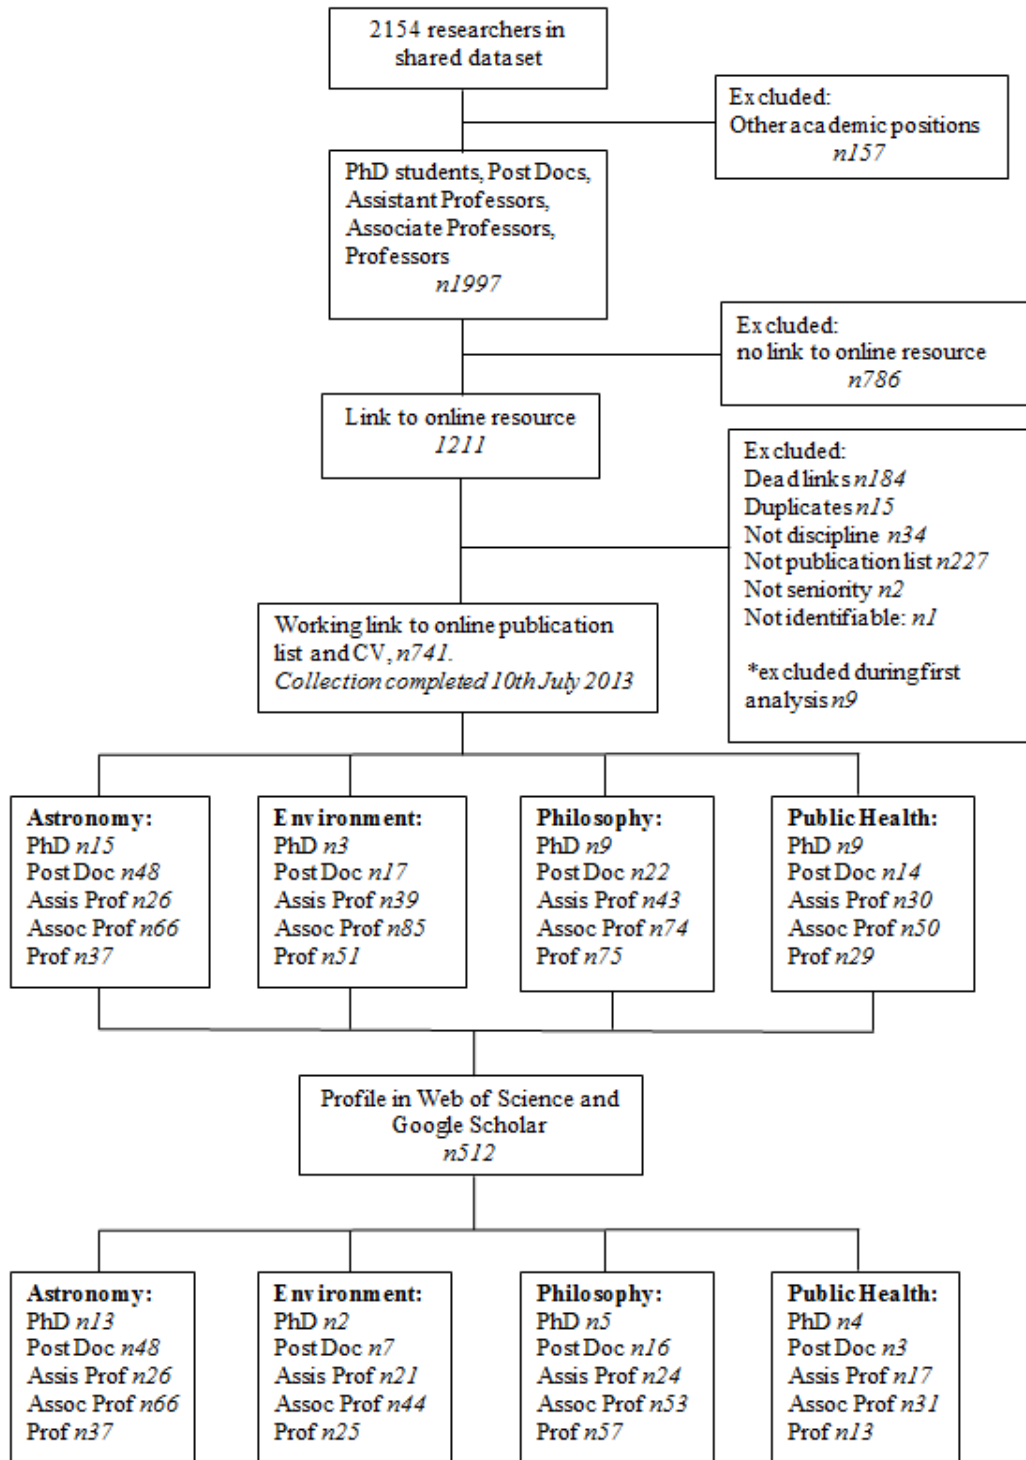 2154 researchers in
shared dataset
Excluded:
Other academic positions
n157
PhD students, Post Docs,
Assistant Professors,
Associate Professors,
Professors
n1997
Excluded:
no link to online resource
n786
Link to online resource
1211
Excluded:
Dead links n184
Duplicates n15
Not discipline n34
Not publication list n227
Not seniority n2
Not identifiable: n1
*excluded during first
analysis n9
Working link to online publication
list and CV, n741.
Collection completed 10th July 2013
Astronomy:
PhD n15
Post Doc n48
Assis Prof n26
Assoc Prof n66
Prof n37
Environment:
PhD n3
Post Doc n17
Assis Prof n39
Assoc Prof n85
Prof n51
Philosophy:
PhD n9
Post Doc n22
Assis Prof n43
Assoc Prof n74
Prof n75
Public Health:
PhD n9
Post Doc n14
Assis Prof n30
Assoc Prof n50
Prof n29
Profile in Web of Science and
Google Scholar
n512
Astronomy:
PhD n13
Post Doc n48
Assis Prof n26
Assoc Prof n66
Prof n37
Environment:
PhD n2
Post Doc n7
Assis Prof n21
Assoc Prof n44
Prof n25
Philosophy:
PhD n5
Post Doc n16
Assis Prof n24
Assoc Prof n53
Prof n57
Public Health:
PhD n4
Post Doc n3
Assis Prof n17
Assoc Prof n31
Prof n13